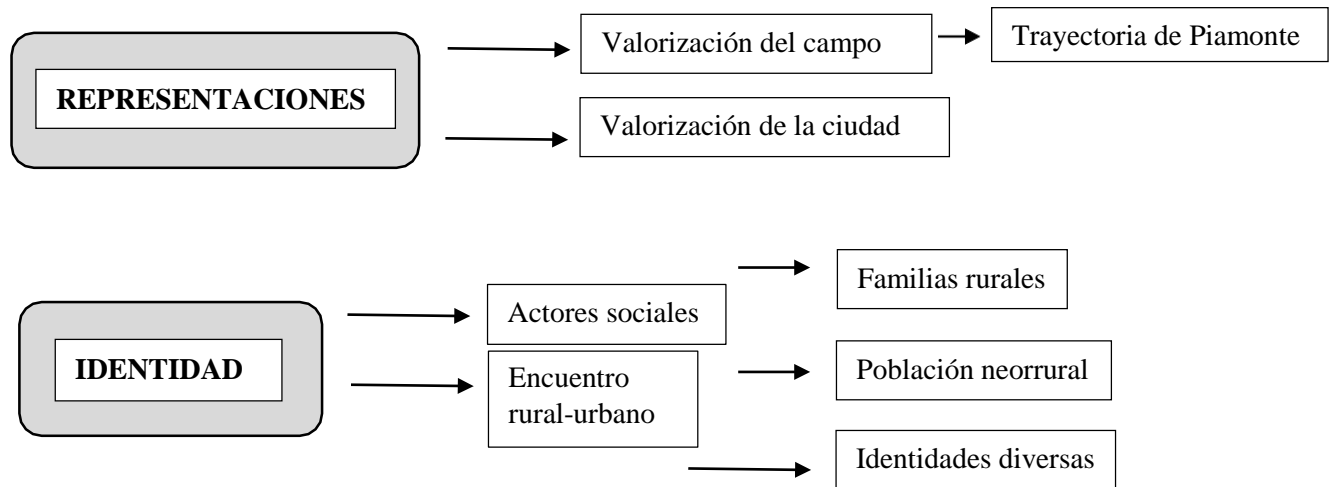 REPRESENTACIONES
Valorización del campo
Trayectoria de Piamonte
Valorización de la ciudad
IDENTIDAD
Actores sociales
Encuentro
rural-urbano
Familias rurales
Población neorrural
Identidades diversas